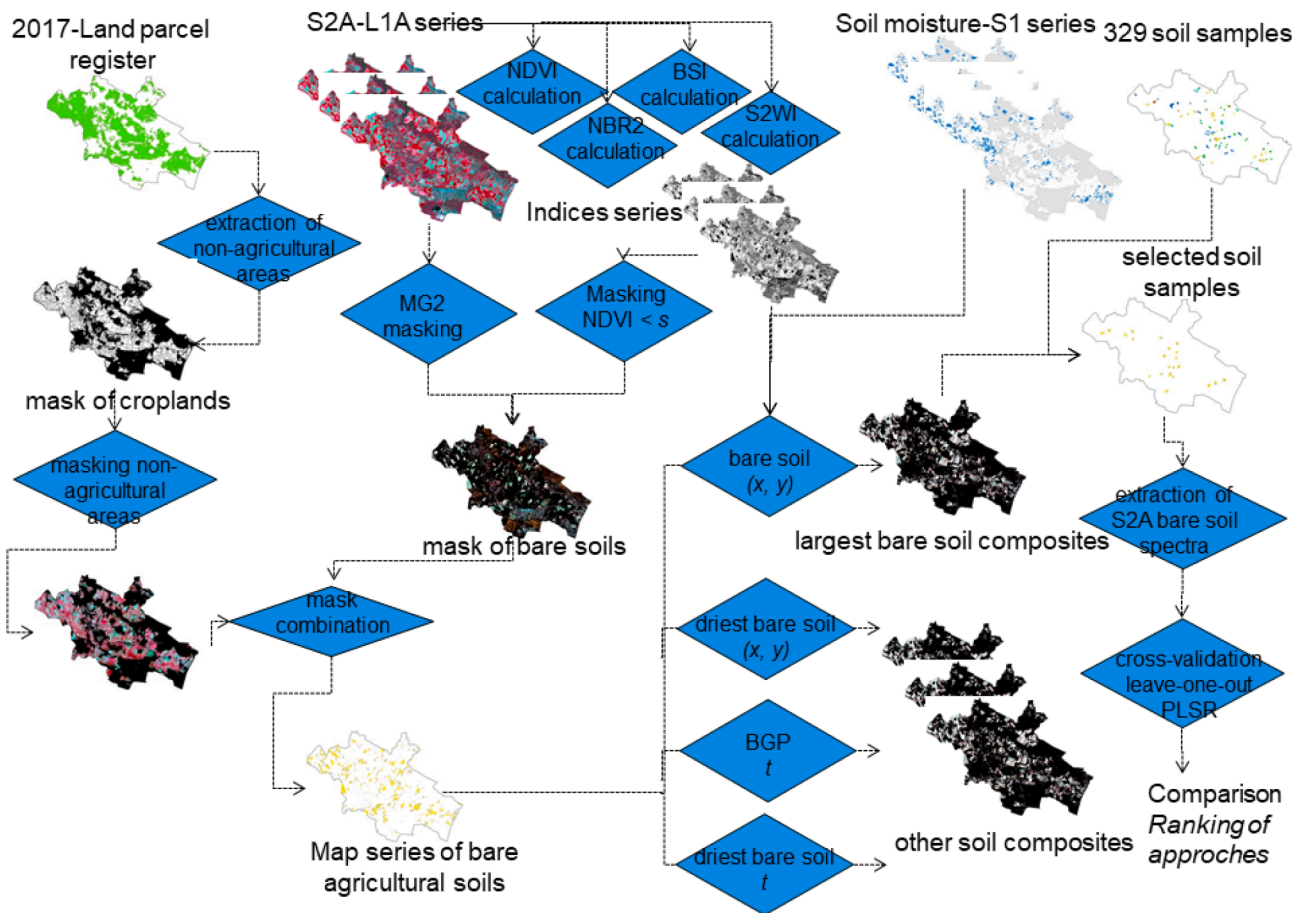 2017-Land parcel
register
S2A-L1A series
NDVI
calculation
BSI
calculation
NBR2
calculation
S2WI
calculation
Soil moisture-S1 series
329 soil samples
extraction of
non-agricultural
areas
Indices series
MG2
masking
Masking
NDVI < s
selected soil
samples
mask of croplands
masking non-
agricultural
areas
mask of bare soils
bare soil
(x, y)
largest bare soil composites
extraction of
S2A bare soil
spectra
mask
combination
driest bare soil
(x, y)
cross-validation
leave-one-out
PLSR
BGP
t
Map series of bare
agricultural soils
driest bare soil
t
other soil composites
Comparison
Ranking of
approches